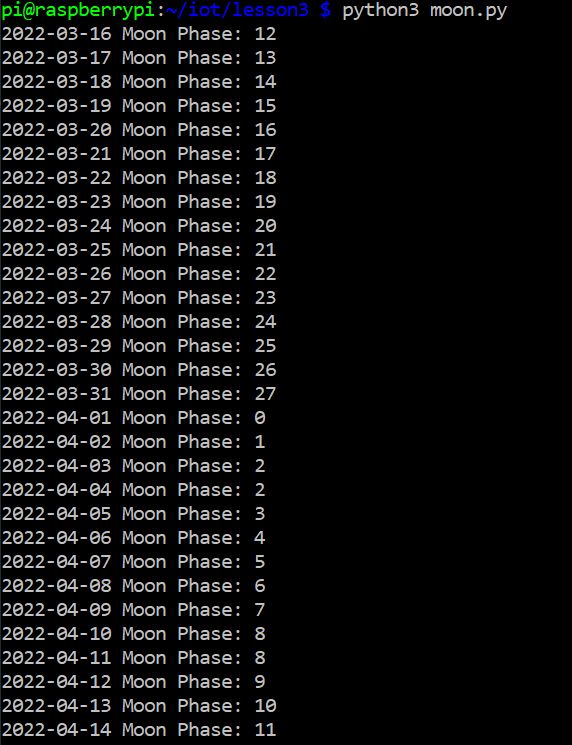 pi@raspberrypi:~/iot/lesson3 $ python3 moon.py
2022-03-16 Moon Phase: 12
2022-03-17 Moon Phase: 13
2022-03-18 Moon Phase: 14
2022-03-19 Moon Phase: 15
2022-03-20 Moon Phase: 16
2022-03-21 Moon Phase: 17
2022-03-22 Moon Phase: 18
2022-03-23 Moon Phase: 19
2022-03-24 Moon Phase: 20
2022-03-25 Moon Phase: 21
2022-03-26 Moon Phase: 22
2022-03-27 Moon Phase: 23
2022-03-28 Moon Phase: 24
2022-03-29 Moon Phase: 25
2022-03-30 Moon Phase: 26
2022-03-31 Moon Phase: 27
2022-04-01 Moon Phase: 0
2022-04-02 Moon Phase: 1
2022-04-03 Moon Phase: 2
2022-04-04 Moon Phase: 2
2022-04-05 Moon Phase: 3
2022-04-06 Moon Phase: 4
2022-04-07 Moon Phase: 5
2022-04-08 Moon Phase: 6
2022-04-09 Moon Phase: 7
2022-04-10 Moon Phase: 8
2022-04-11 Moon Phase: 8
2022-04-12 Moon Phase: 9
2022-04-13 Moon Phase: 10
2022-04-14 Moon Phase: 11